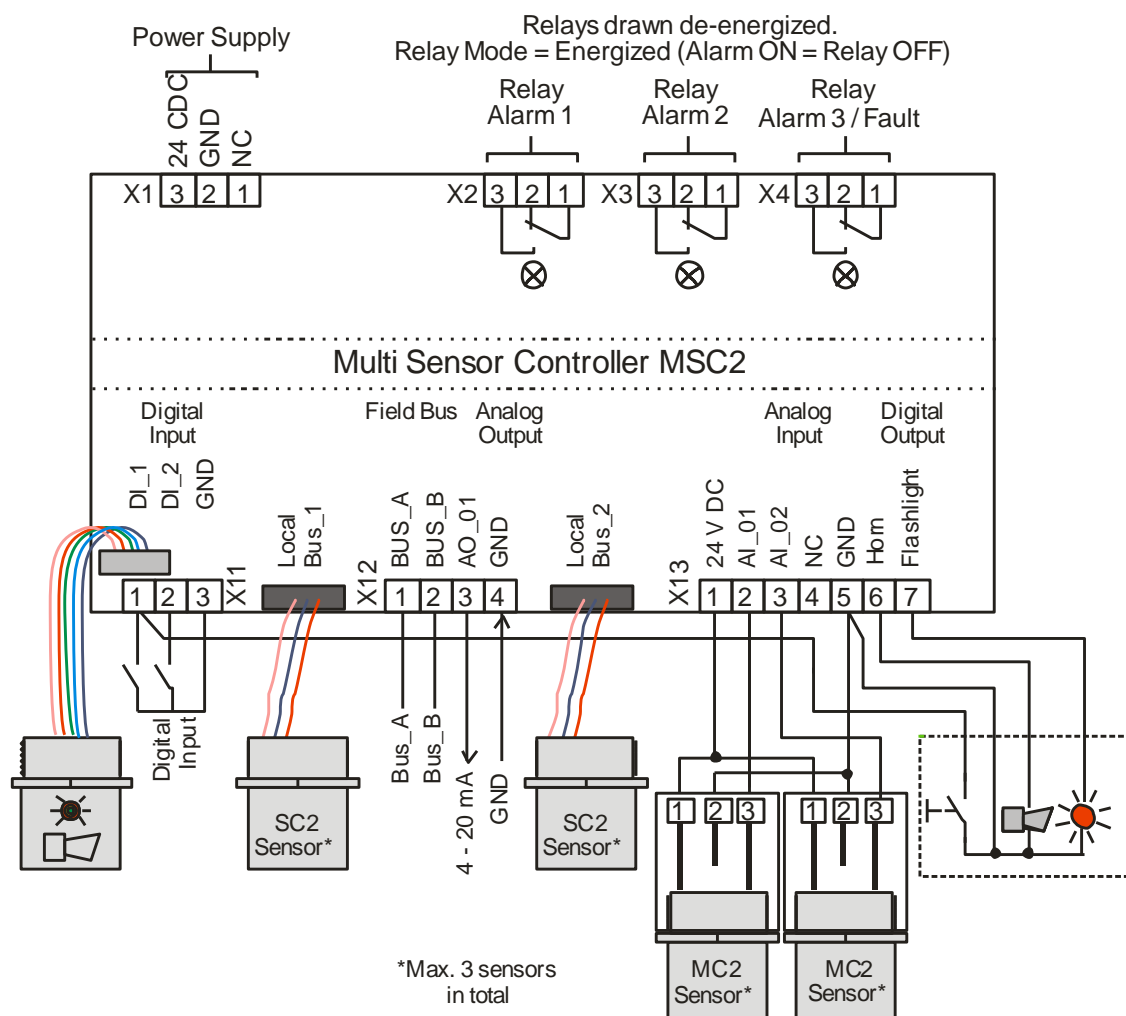 Power Supply
Relays drawn de-energized.
Relay Mode = Energized (Alarm ON = Relay OFF)
Relay
Alarm 1
Relay
Alarm 2
Relay
Alarm 3 / Fault
24 CDC
GND
NC
X1 3 2 1
X2 3 2 1
X3 3 2 1
X4 3 2 1
Multi Sensor Controller MSC2
Digital
Input
Field Bus
Analog
Output
Analog
Input
Digital
Output
DI_1
DI_2
GND
Local
Bus_1
BUS_A
BUS_B
AO_01
GND
Local
Bus_2
24 V DC
AI_01
AI_02
NC
GND
Horn
Flashlight
1 2 3 X11
X12 1 2 3 4
X13 1 2 3 4 5 6 7
Digital
Input
Bus_A
Bus_B
4 - 20 mA
GND
SC2
Sensor*
SC2
Sensor*
1 2 3
1 2 3
MC2
Sensor*
MC2
Sensor*
*Max. 3 sensors
in total